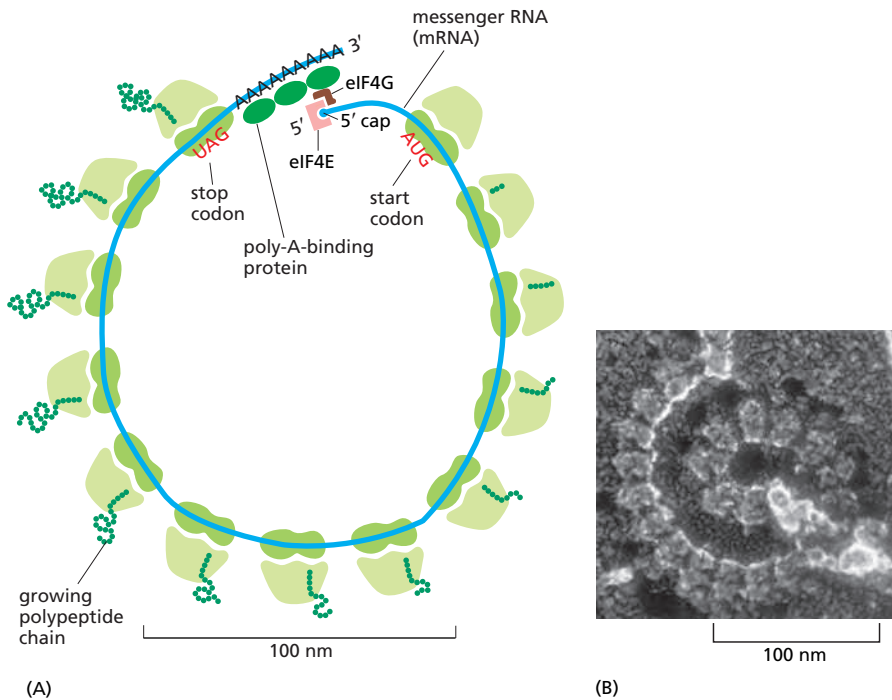 messenger RNA
(mRNA)
AAAAAAAAA 3′
eIF4G
5′
5′ cap
eIF4E
UAG
AUG
stop
codon
start
codon
poly-A-binding
protein
growing
polypeptide
chain
100 nm
100 nm
(A)
(B)